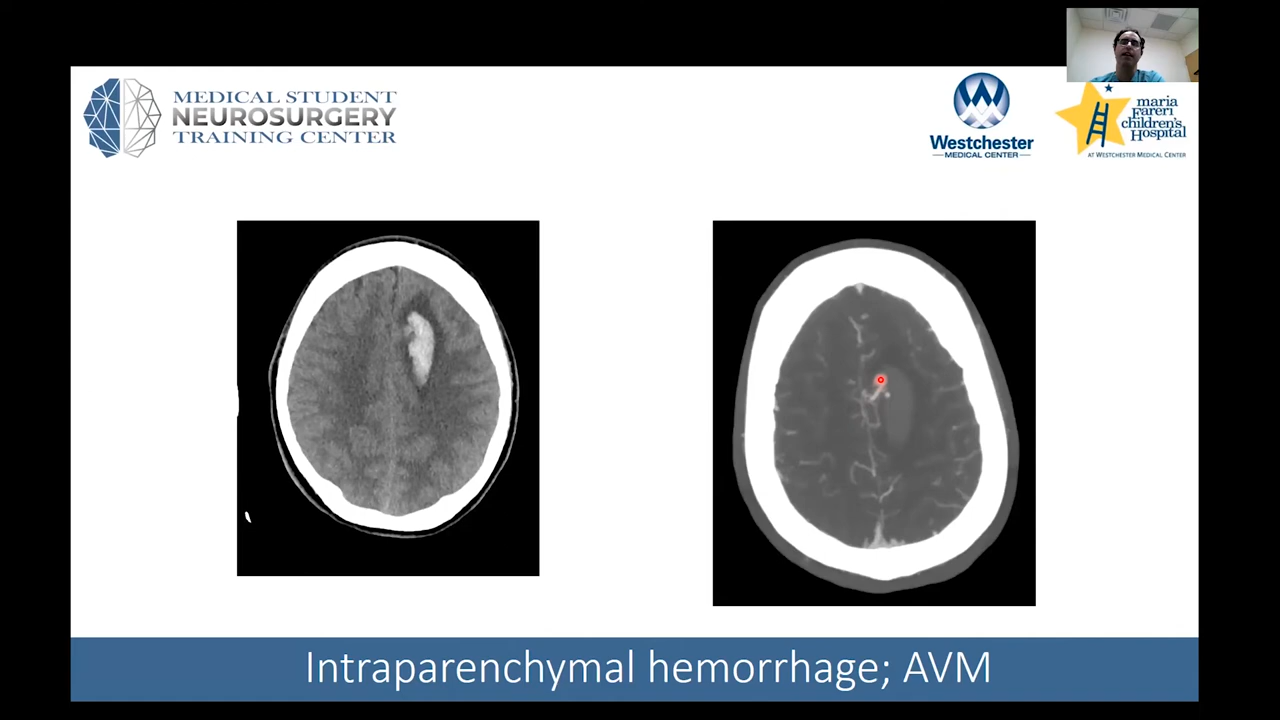 MEDICAL STUDENT
NEUROSURGERY
TRAINING CENTER
Westchester
MEDICAL CENTER
maria
Fareri
children's
Hospital
AT WESTCHESTER MEDICAL CENTER
Intraparenchymal hemorrhage; AVM